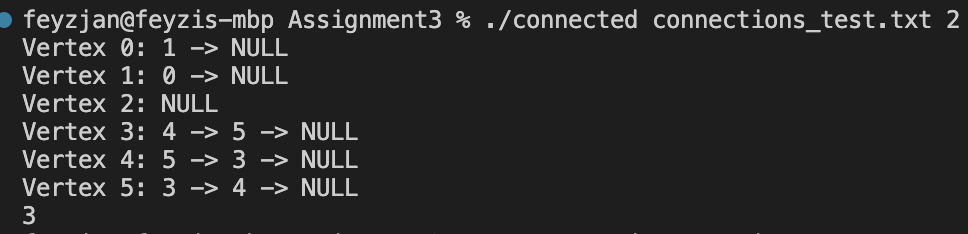 feyzjan@feyzis-mbp Assignment3 % ./connected connections_test.txt 2
Vertex 0: 1 -> NULL
Vertex 1: 0 -> NULL
Vertex 2: NULL
Vertex 3: 4 -> 5 -> NULL
Vertex 4: 5 -> 3 -> NULL
Vertex 5: 3 -> 4 -> NULL
3